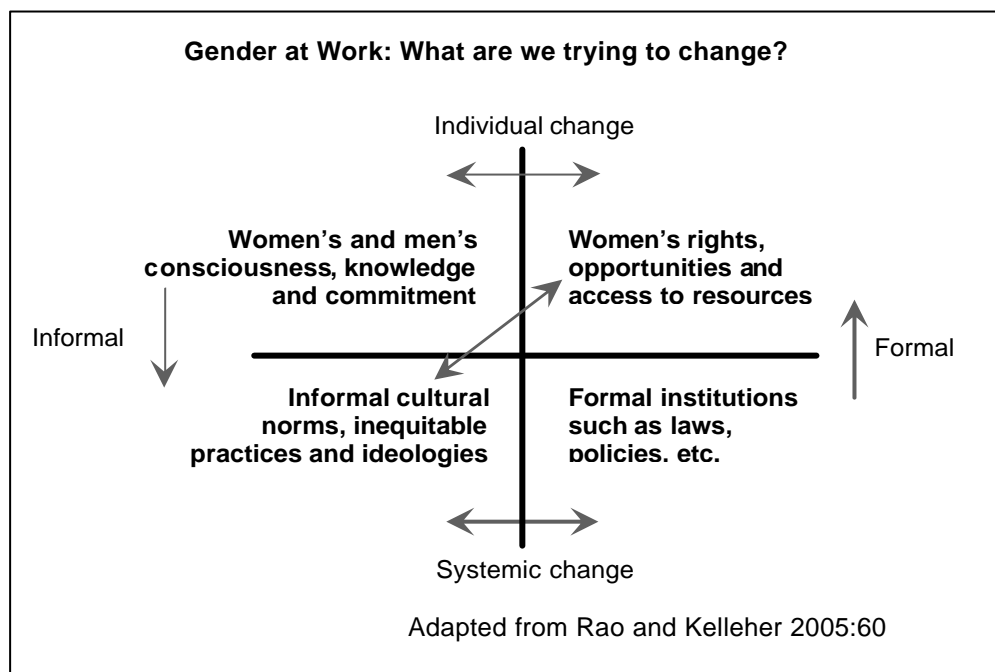 Gender at Work: What are we trying to change?
Individual change
Women’s and men’s
consciousness, knowledge
and commitment
Women’s rights,
opportunities and
access to resources
Informal
Formal
Informal cultural
norms, inequitable
practices and ideologies
Formal institutions
such as laws,
policies, etc.
Systemic change
Adapted from Rao and Kelleher 2005:60